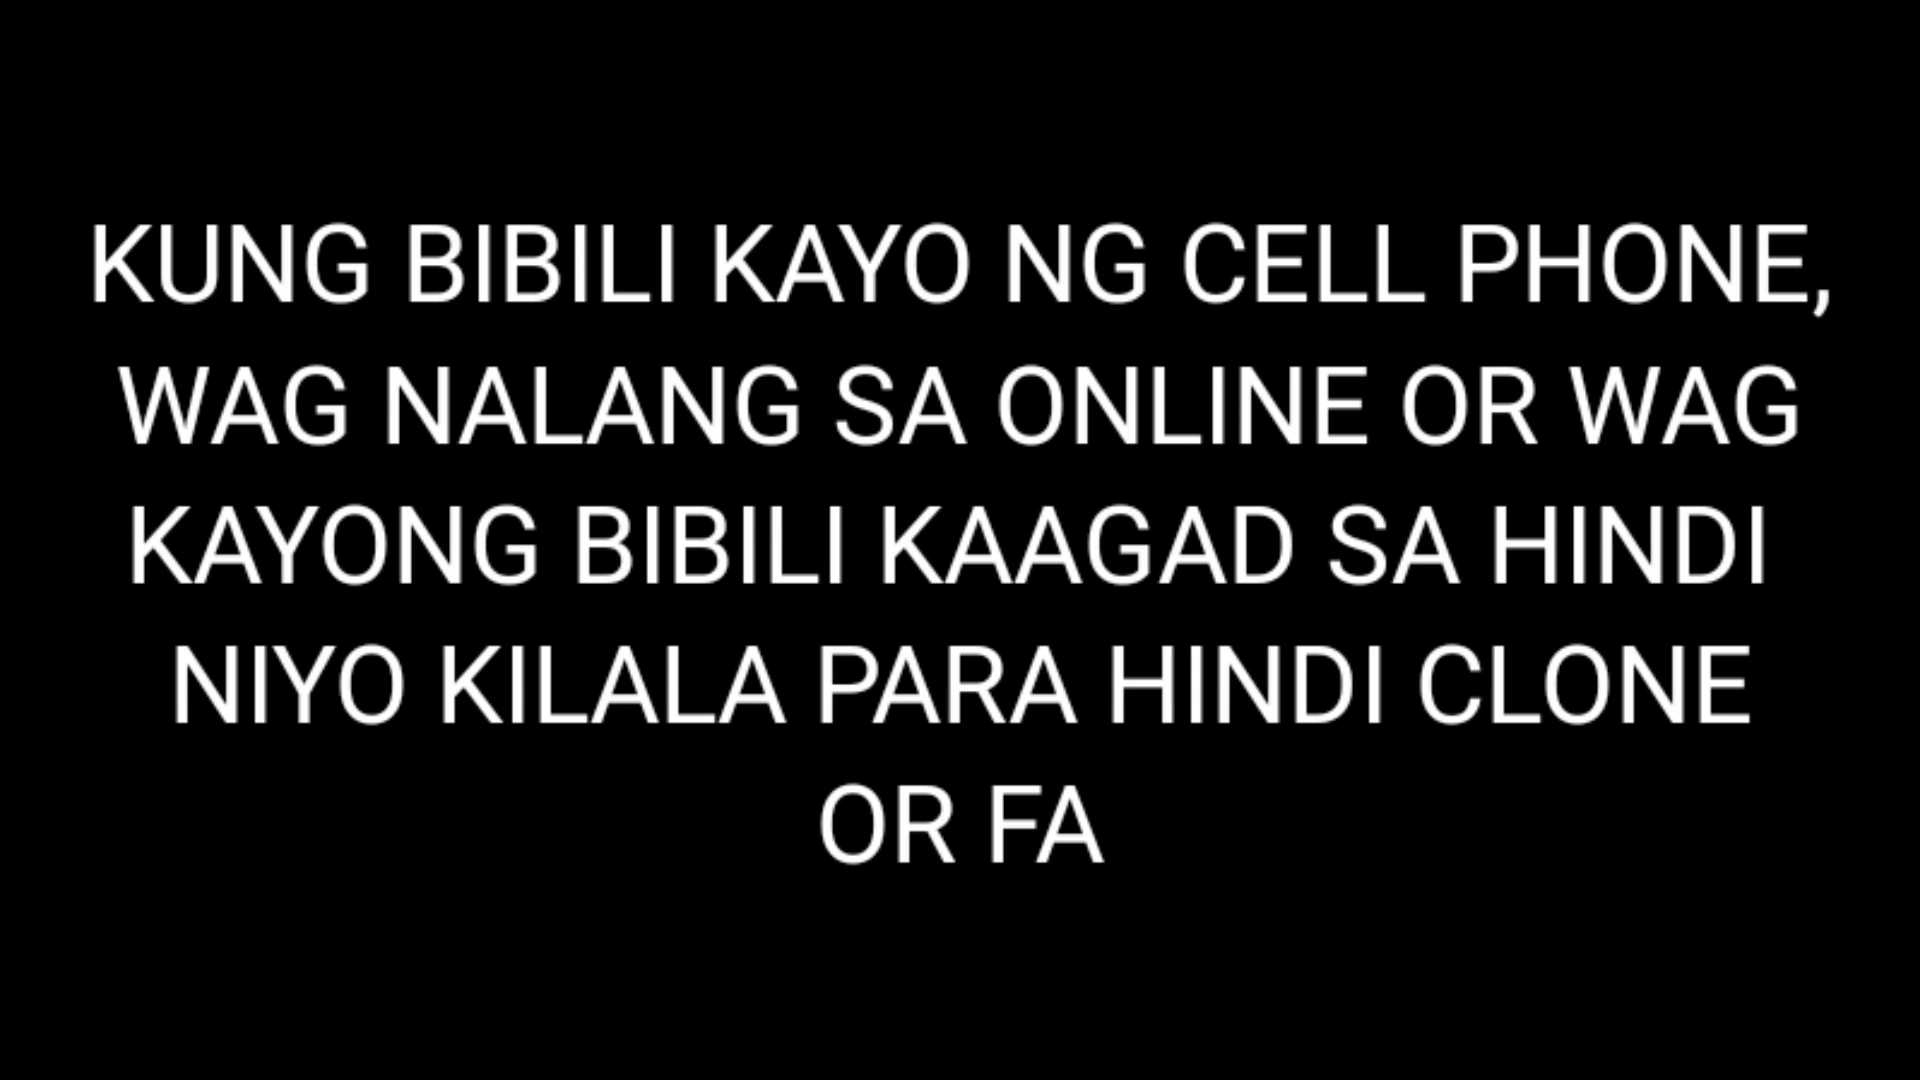 KUNG BIBILI KAYO NG CELL PHONE,
WAG NALANG SA ONLINE OR WAG
KAYONG BIBILI KAAGAD SA HINDI
NIYO KILALA PARA HINDI CLONE
OR FA